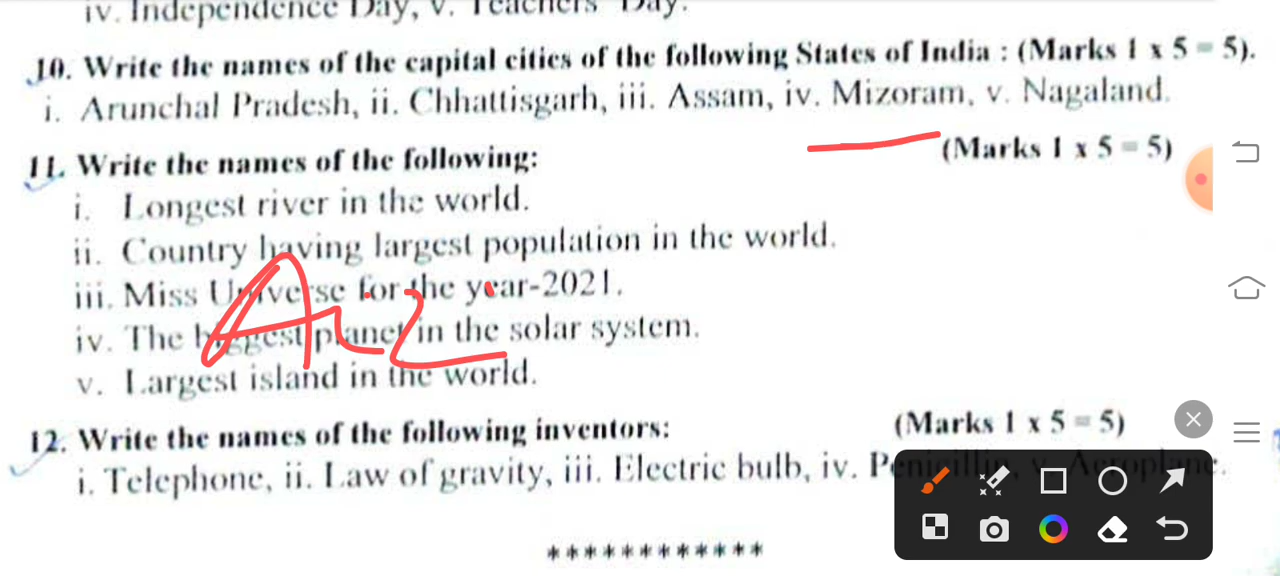 iv. Independence Day, v. Teachers' Day.
10. Write the names of the capital cities of the following States of India : (Marks 1 x 5 = 5).
i. Arunchal Pradesh, ii. Chhattisgarh, iii. Assam, iv. Mizoram, v. Nagaland.
11. Write the names of the following: (Marks 1 x 5 = 5)
i. Longest river in the world.
ii. Country having largest population in the world.
iii. Miss Universe for the year-2021.
iv. The biggest planet in the solar system.
v. Largest island in the world.
12. Write the names of the following inventors: (Marks 1 x 5 = 5)
i. Telephone, ii. Law of gravity, iii. Electric bulb, iv. Penicillin, v. Aeroplane.
************